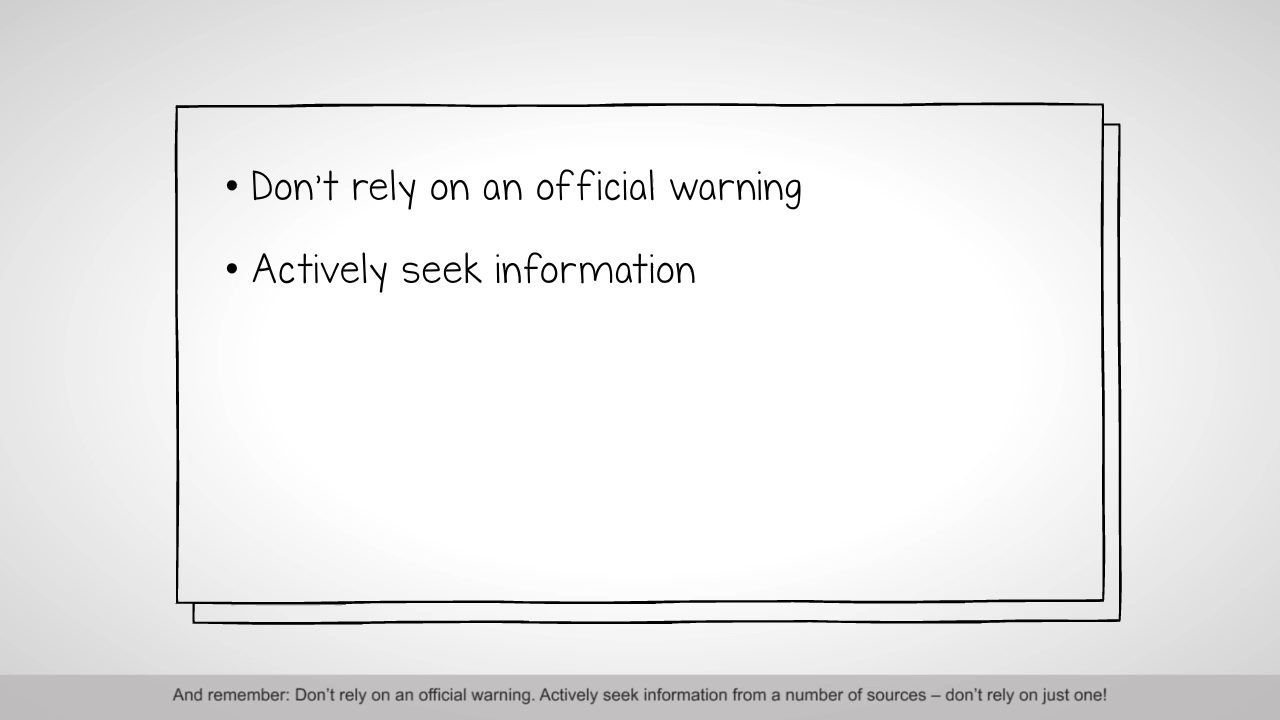 • Don't rely on an official warning
• Actively seek information
And remember: Don't rely on an official warning. Actively seek information from a number of sources – don't rely on just one!